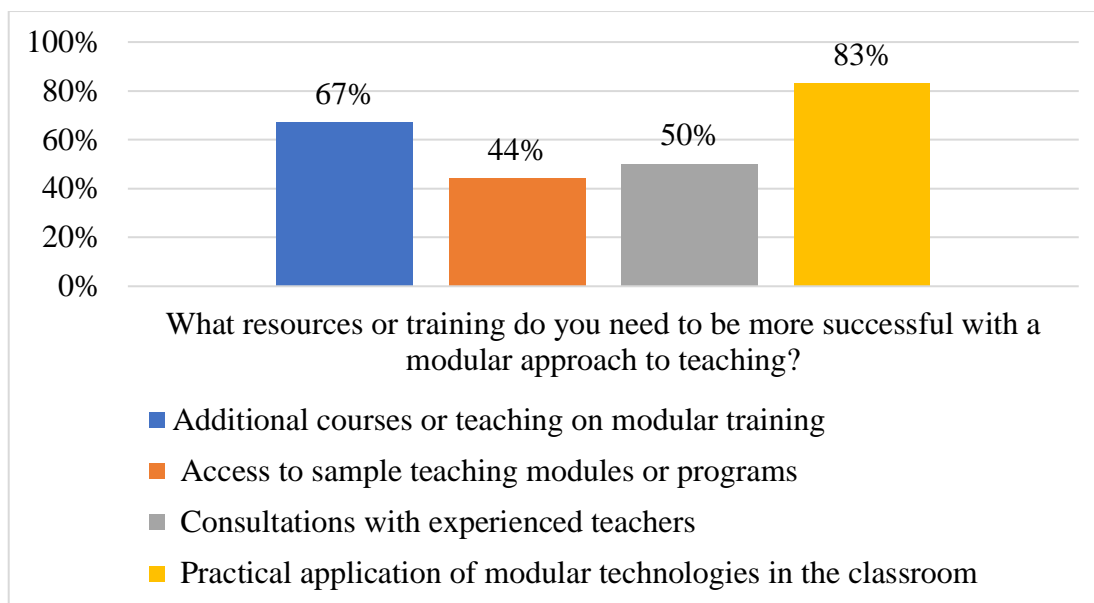 100%
80%
60%
40%
20%
0%
67%
44%
50%
83%
What resources or training do you need to be more successful with a
modular approach to teaching?
Additional courses or teaching on modular training
Access to sample teaching modules or programs
Consultations with experienced teachers
Practical application of modular technologies in the classroom